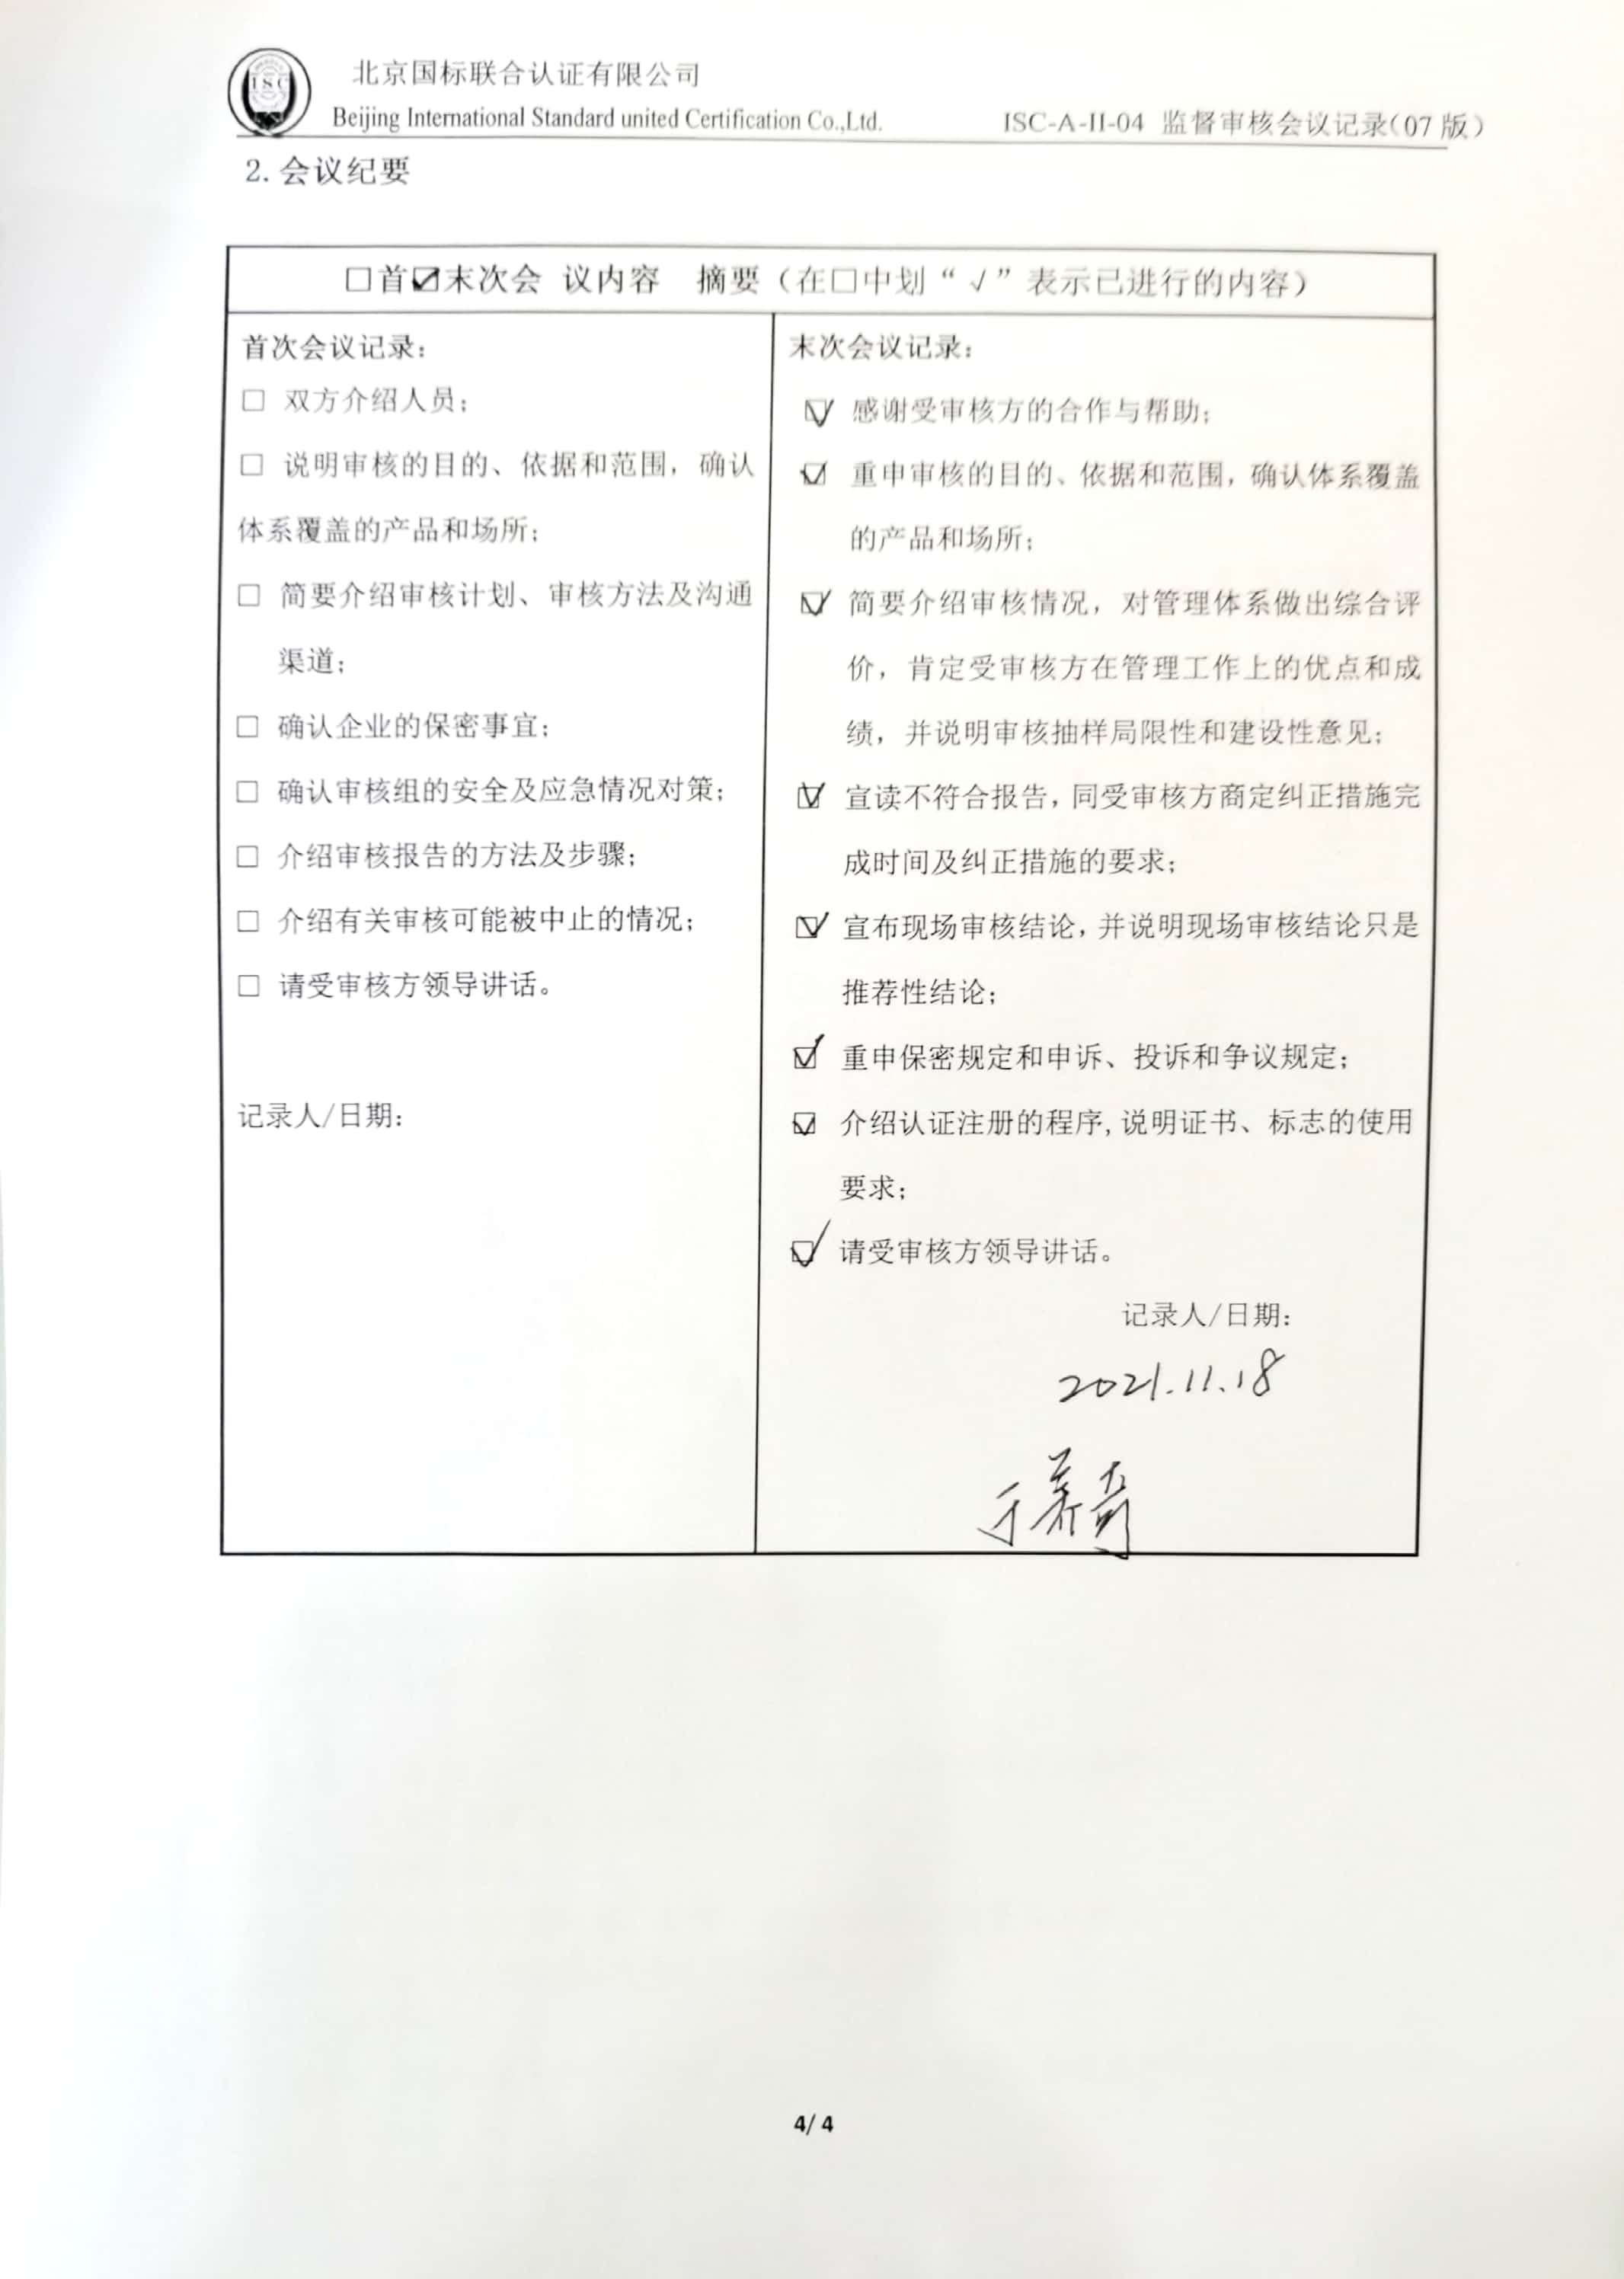 ISC
北京国标联合认证有限公司
Beijing International Standard united Certification Co.,Ltd.
ISC-A-II-04 监督审核会议记录(07版)
2.会议纪要
□首☑末次会 议内容 摘要（在□中划“√”表示已进行的内容）
首次会议记录：
□ 双方介绍人员；
□ 说明审核的目的、依据和范围，确认
体系覆盖的产品和场所；
□ 简要介绍审核计划、审核方法及沟通
渠道；
□ 确认企业的保密事宜；
□ 确认审核组的安全及应急情况对策；
□ 介绍审核报告的方法及步骤；
□ 介绍有关审核可能被中止的情况；
□ 请受审核方领导讲话。
记录人/日期：
末次会议记录：
☑ 感谢受审核方的合作与帮助；
☑ 重申审核的目的、依据和范围，确认体系覆盖
的产品和场所；
☑ 简要介绍审核情况，对管理体系做出综合评
价，肯定受审核方在管理工作上的优点和成
绩，并说明审核抽样局限性和建设性意见；
☑ 宣读不符合报告，同受审核方商定纠正措施完
成时间及纠正措施的要求；
☑ 宣布现场审核结论，并说明现场审核结论只是
推荐性结论；
☑ 重申保密规定和申诉、投诉和争议规定；
☑ 介绍认证注册的程序,说明证书、标志的使用
要求；
☑ 请受审核方领导讲话。
记录人/日期：
2021.11.18
4/ 4